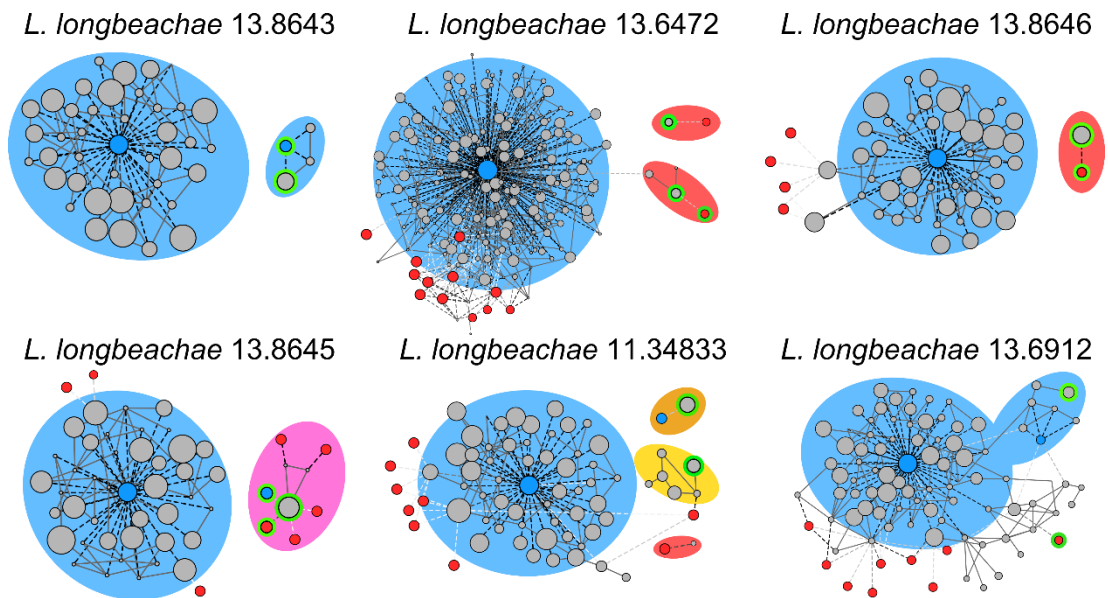 L. longbeachae 13.8643
L. longbeachae 13.6472
L. longbeachae 13.8646
L. longbeachae 13.8645
L. longbeachae 11.34833
L. longbeachae 13.6912